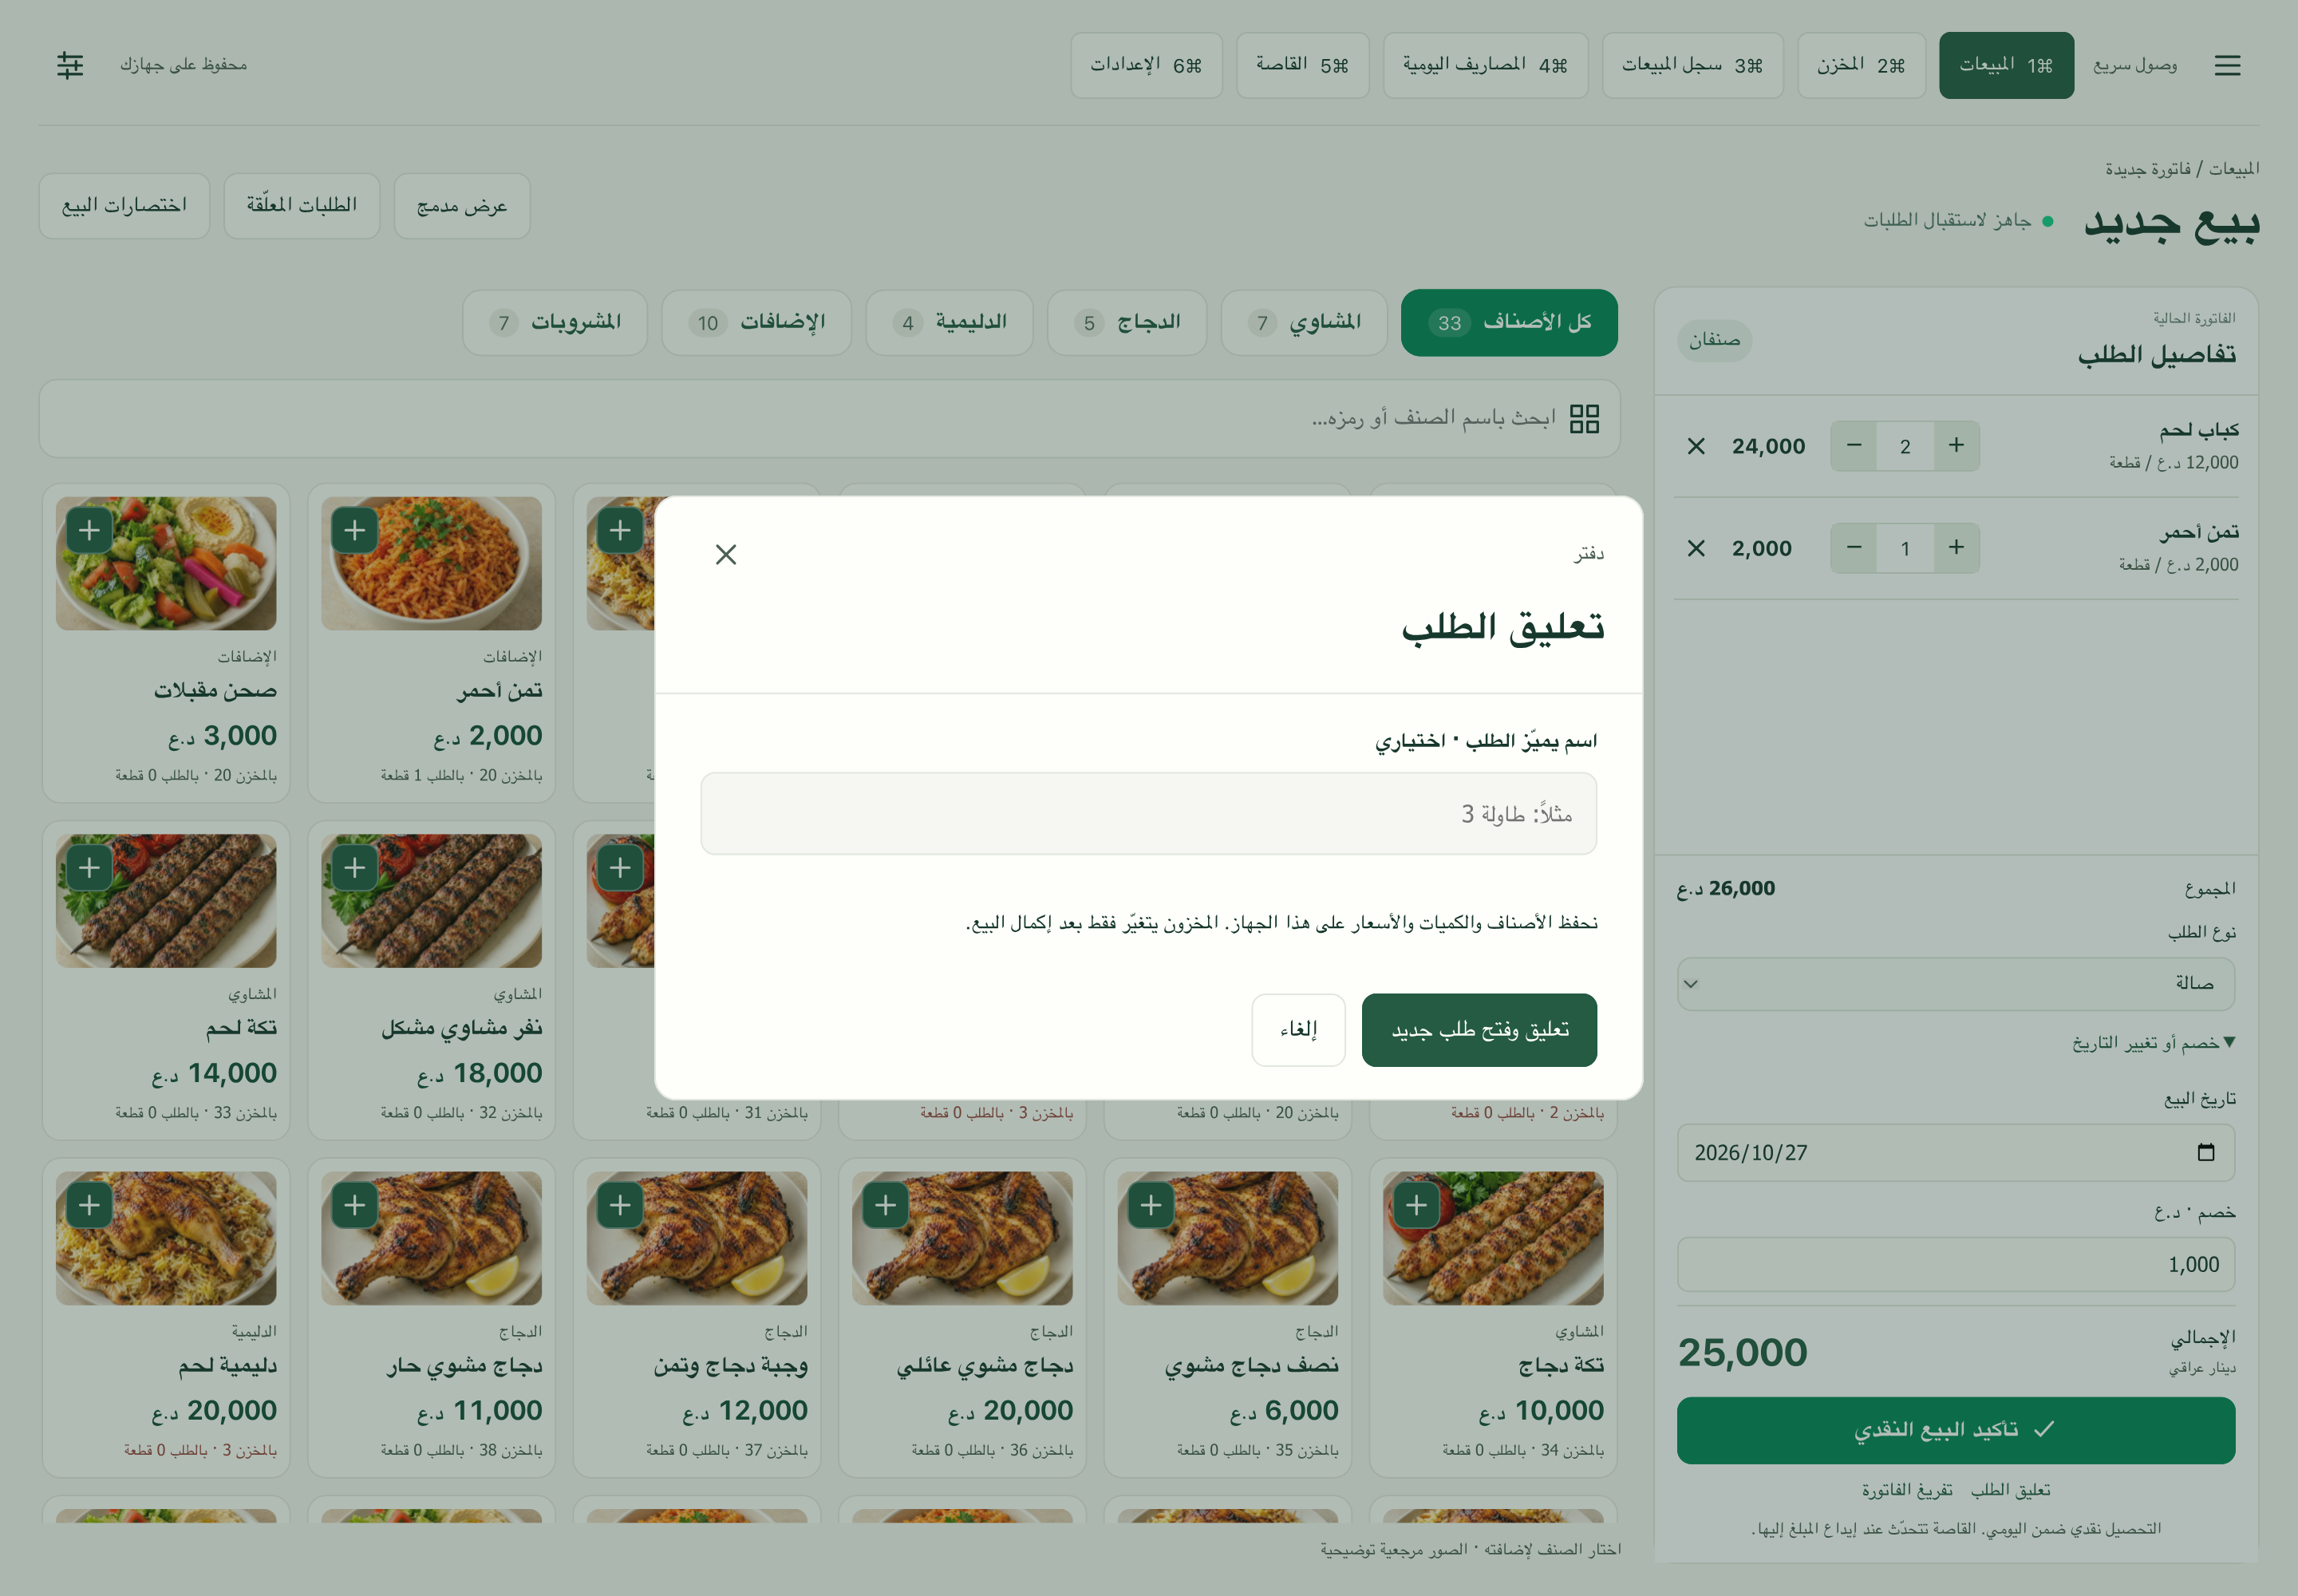 وصول سريع
المبيعات ⌘1
المخزن ⌘2
سجل المبيعات ⌘3
المصاريف اليومية ⌘4
القاصة ⌘5
الإعدادات ⌘6
محفوظ على جهازك
المبيعات / فاتورة جديدة
بيع جديد
جاهز لاستقبال الطلبات
عرض مدمج
الطلبات المعلّقة
اختصارات البيع
الفاتورة الحالية
تفاصيل الطلب
صنفان
كباب لحم
12,000 د.ع / قطعة
+ 2 −
24,000
تمن أحمر
2,000 د.ع / قطعة
+ 1 −
2,000
المجموع
26,000 د.ع
نوع الطلب
صالة
خصم أو تغيير التاريخ
تاريخ البيع
2026/10/27
خصم · د.ع
1,000
الإجمالي
دينار عراقي
25,000
تأكيد البيع النقدي
تعليق الطلب
تفريغ الفاتورة
التحصيل نقدي ضمن اليومي. القاصة تتحدّث عند إيداع المبلغ إليها.
كل الأصناف 33
المشاوي 7
الدجاج 5
الدليمية 4
الإضافات 10
المشروبات 7
ابحث باسم الصنف أو رمزه...
دفتر
تعليق الطلب
اسم يميّز الطلب · اختياري
مثلاً: طاولة 3
نحفظ الأصناف والكميات والأسعار على هذا الجهاز. المخزون يتغيّر فقط بعد إكمال البيع.
تعليق وفتح طلب جديد
إلغاء
الإضافات
تمن أحمر
2,000 د.ع
بالمخزن 20 · بالطلب 1 قطعة
الإضافات
صحن مقبلات
3,000 د.ع
بالمخزن 20 · بالطلب 0 قطعة
بالمخزن 2 · بالطلب 0 قطعة
بالمخزن 20 · بالطلب 0 قطعة
بالمخزن 3 · بالطلب 0 قطعة
بالمخزن 31 · بالطلب 0 قطعة
المشاوي
نفر مشاوي مشكل
18,000 د.ع
بالمخزن 32 · بالطلب 0 قطعة
المشاوي
تكة لحم
14,000 د.ع
بالمخزن 33 · بالطلب 0 قطعة
المشاوي
تكة دجاج
10,000 د.ع
بالمخزن 34 · بالطلب 0 قطعة
الدجاج
نصف دجاج مشوي
6,000 د.ع
بالمخزن 35 · بالطلب 0 قطعة
الدجاج
دجاج مشوي عائلي
20,000 د.ع
بالمخزن 36 · بالطلب 0 قطعة
الدجاج
وجبة دجاج وتمن
12,000 د.ع
بالمخزن 37 · بالطلب 0 قطعة
الدجاج
دجاج مشوي حار
11,000 د.ع
بالمخزن 38 · بالطلب 0 قطعة
الدليمية
دليمية لحم
20,000 د.ع
بالمخزن 3 · بالطلب 0 قطعة
اختار الصنف لإضافته · الصور مرجعية توضيحية